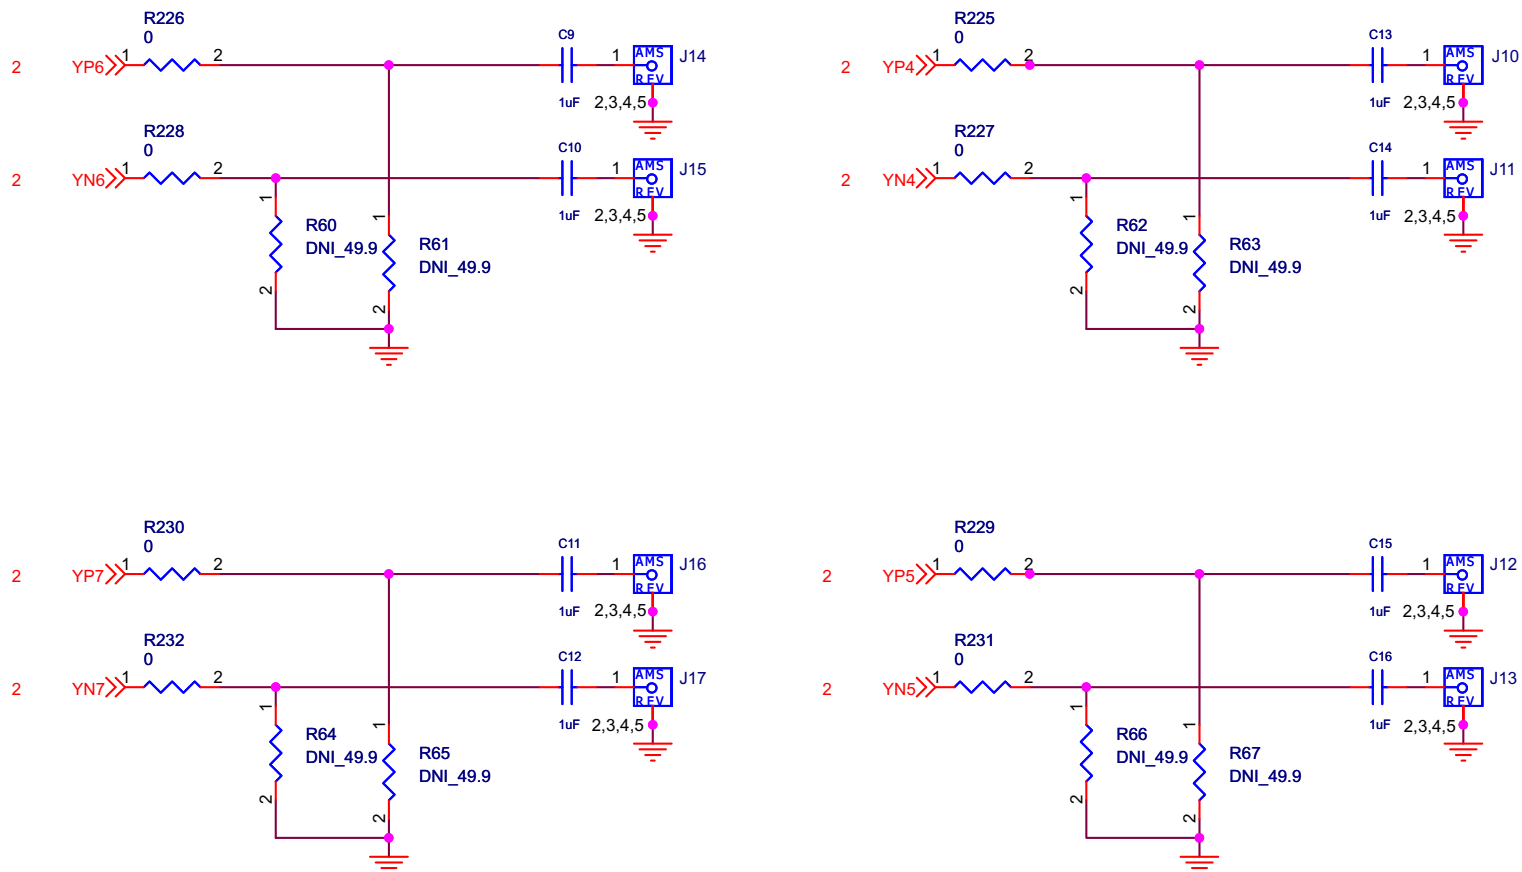 R226
0
2 YP6 1 2 C9 1uF 1 AMS REV J14
2,3,4,5
R228
0
2 YN6 1 2 C10 1uF 1 AMS REV J15
2,3,4,5
1 R60
DNI_49.9
2
1 R61
DNI_49.9
2
R225
0
2 YP4 1 2 C13 1uF 1 AMS REV J10
2,3,4,5
R227
0
2 YN4 1 2 C14 1uF 1 AMS REV J11
2,3,4,5
1 R62
DNI_49.9
2
1 R63
DNI_49.9
2
R230
0
2 YP7 1 2 C11 1uF 1 AMS REV J16
2,3,4,5
R232
0
2 YN7 1 2 C12 1uF 1 AMS REV J17
2,3,4,5
1 R64
DNI_49.9
2
1 R65
DNI_49.9
2
R229
0
2 YP5 1 2 C15 1uF 1 AMS REV J12
2,3,4,5
R231
0
2 YN5 1 2 C16 1uF 1 AMS REV J13
2,3,4,5
1 R66
DNI_49.9
2
1 R67
DNI_49.9
2